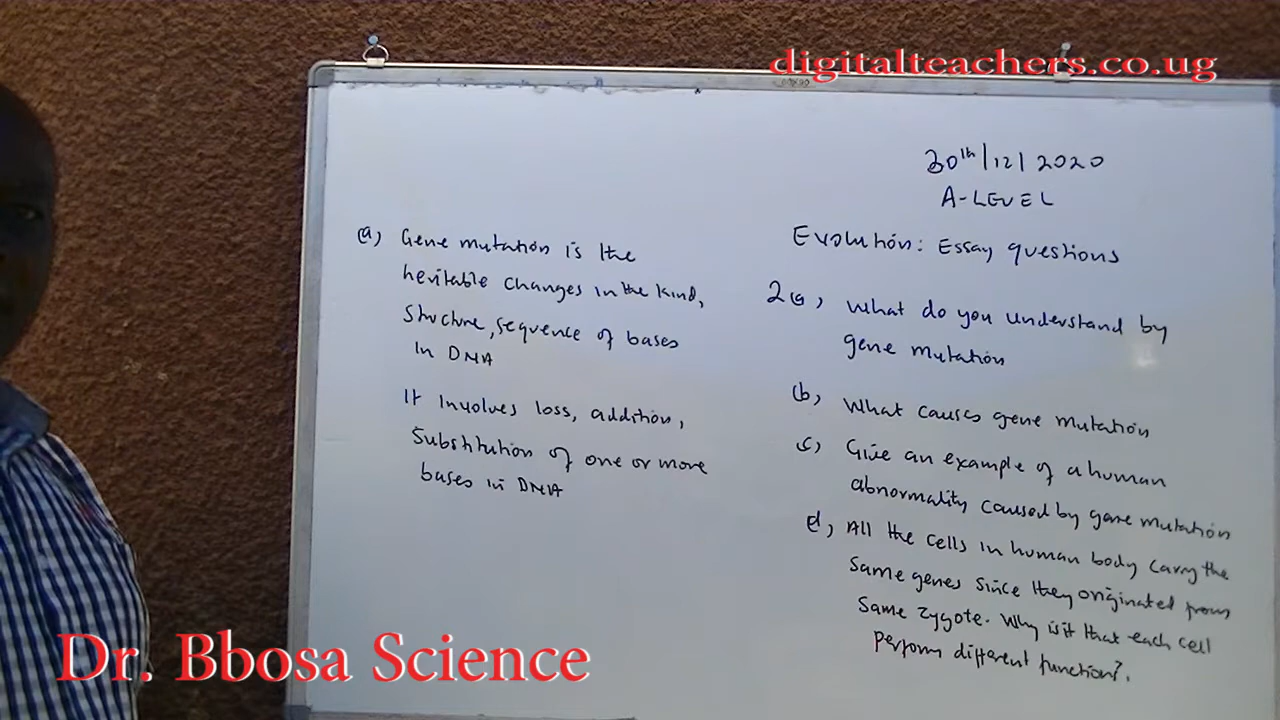 digitalteachers.co.ug
30th/12/2020
A-LEVEL
Evolution: Essay questions
2(a), What do you understand by
gene mutation
(b), What causes gene mutation
(c), Give an example of a human
abnormality caused by gene mutation
d, All the cells in human body carry the
same genes since they originated from
same zygote. Why is it that each cell
perform different function?.
(a), Gene mutation is the
heritable changes in the kind,
structure, sequence of bases
in DNA
It involves loss, addition,
substitution of one or more
bases in DNA
Dr. Bbosa Science